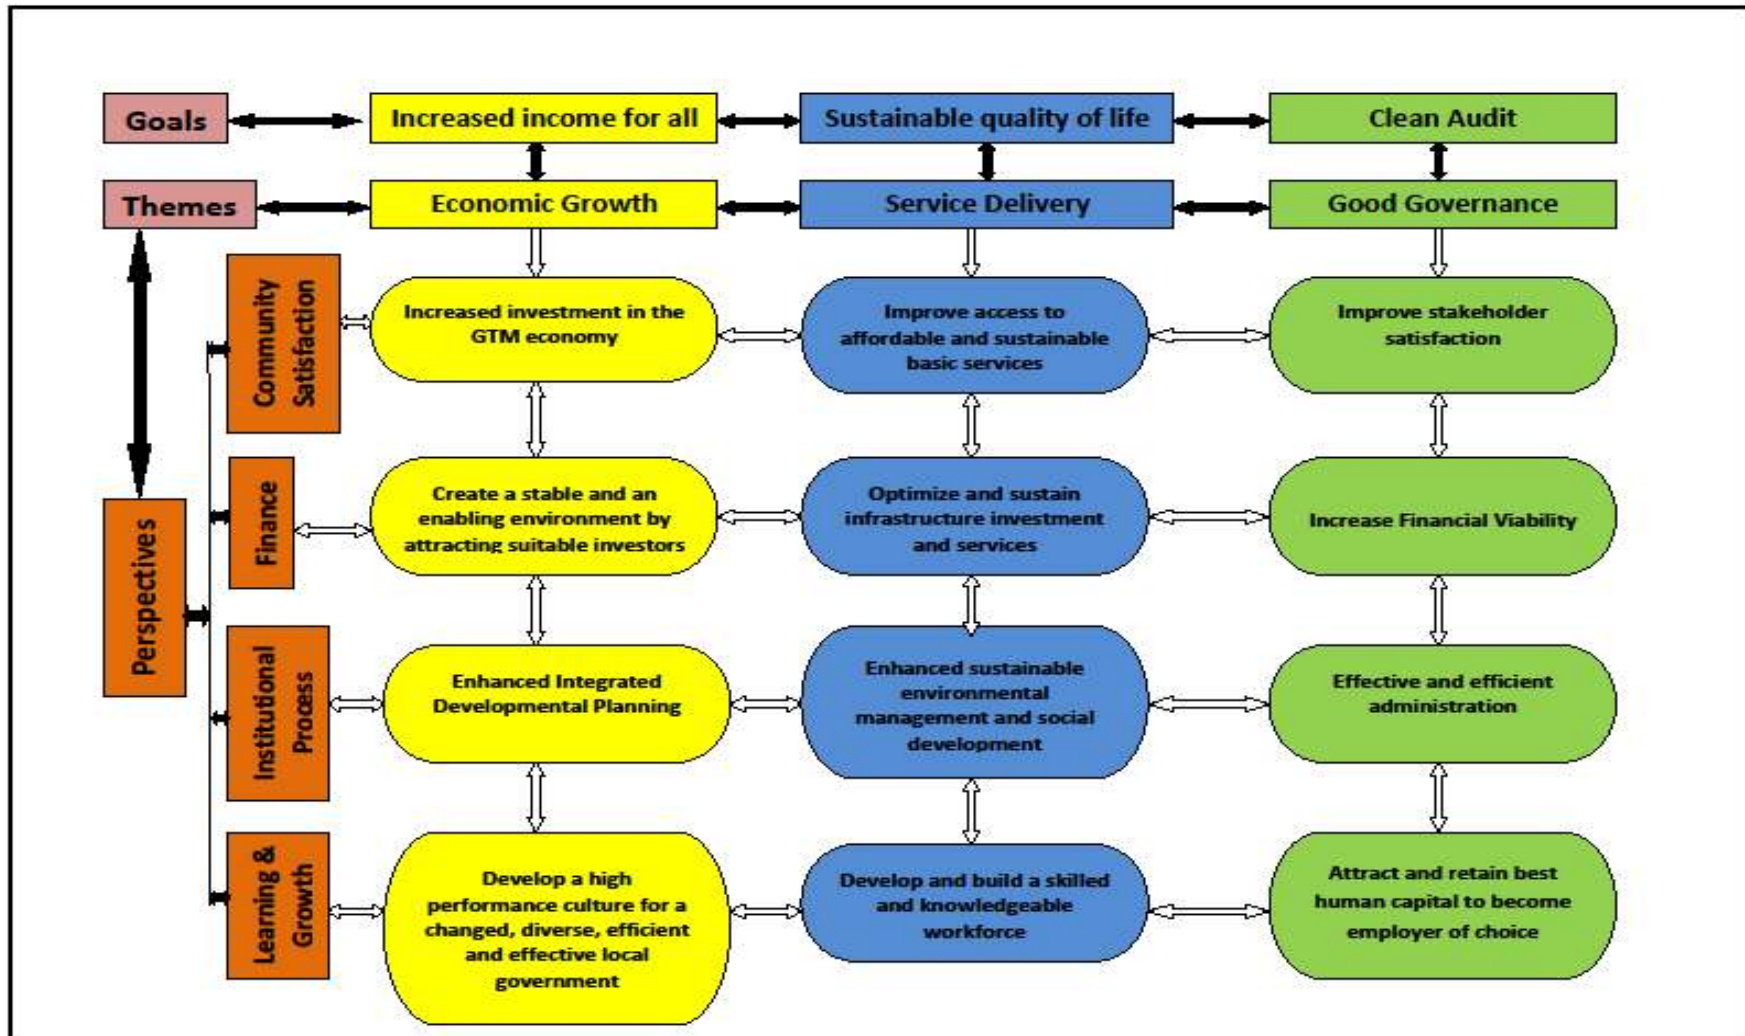 Goals
Increased income for all
Sustainable quality of life
Clean Audit
Themes
Economic Growth
Service Delivery
Good Governance
Perspectives
Community
Satisfaction
Increased investment in the
GTM economy
Improve access to
affordable and sustainable
basic services
Improve stakeholder
satisfaction
Finance
Create a stable and an
enabling environment by
attracting suitable investors
Optimize and sustain
infrastructure investment
and services
Increase Financial Viability
Institutional
Process
Enhanced Integrated
Developmental Planning
Enhanced sustainable
environmental
management and social
development
Effective and efficient
administration
Learning &
Growth
Develop a high
performance culture for a
changed, diverse, efficient
and effective local
government
Develop and build a skilled
and knowledgeable
workforce
Attract and retain best
human capital to become
employer of choice